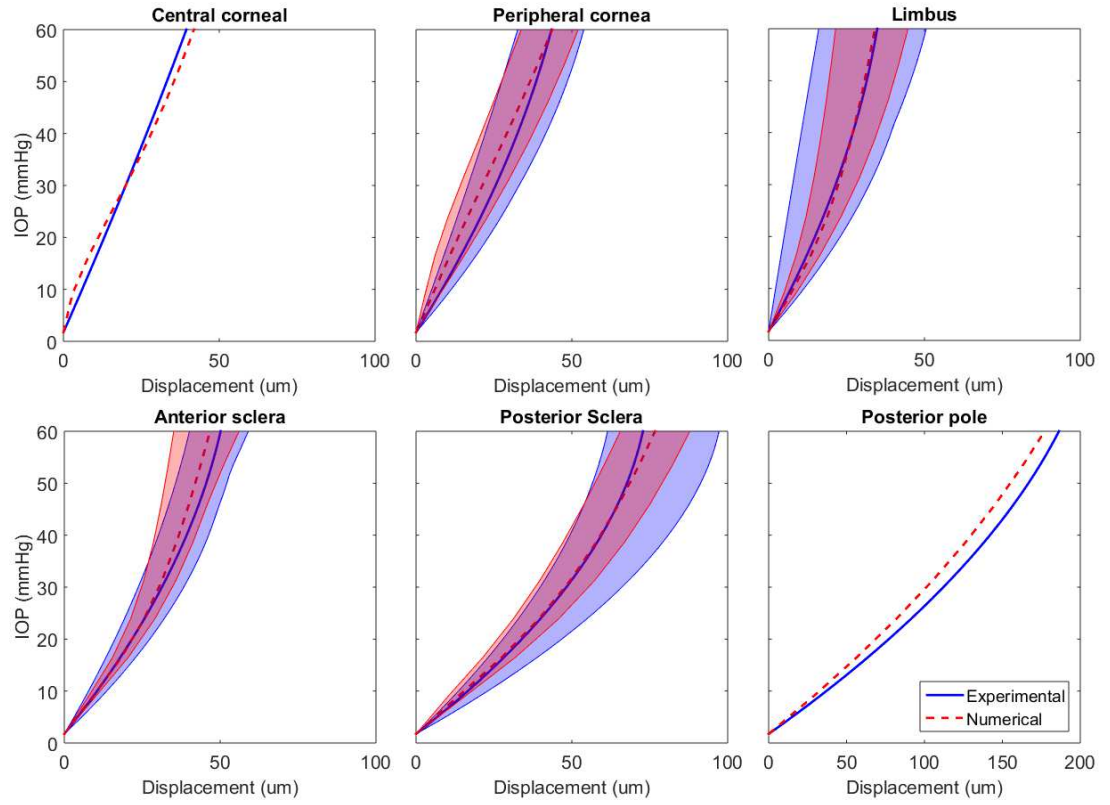 Central corneal
Peripheral cornea
Limbus
60
50
40
30
20
10
0
IOP (mmHg)
0
50
100
Displacement (um)
0
50
100
Displacement (um)
0
50
100
Displacement (um)
Anterior sclera
Posterior Sclera
Posterior pole
60
50
40
30
20
10
0
IOP (mmHg)
0
50
100
Displacement (um)
0
50
100
Displacement (um)
0
50
100
150
200
Displacement (um)
Experimental
Numerical